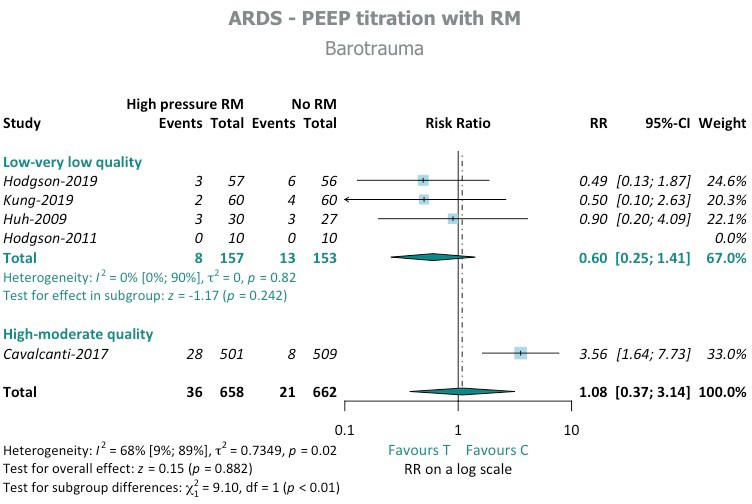 ARDS - PEEP titration with RM
Barotrauma
High pressure RM No RM
Study Events Total Events Total Risk Ratio RR 95%-CI Weight
Low-very low quality
Hodgson-2019 3 57 6 56 0.49 [0.13; 1.87] 24.6%
Kung-2019 2 60 4 60 0.50 [0.10; 2.63] 20.3%
Huh-2009 3 30 3 27 0.90 [0.20; 4.09] 22.1%
Hodgson-2011 0 10 0 10 0.0%
Total 8 157 13 153 0.60 [0.25; 1.41] 67.0%
Heterogeneity: I² = 0% [0%; 90%], τ² = 0, p = 0.82
Test for effect in subgroup: z = -1.17 (p = 0.242)
High-moderate quality
Cavalcanti-2017 28 501 8 509 3.56 [1.64; 7.73] 33.0%
Total 36 658 21 662 1.08 [0.37; 3.14] 100.0%
0.1 1 10
Heterogeneity: I² = 68% [9%; 89%], τ² = 0.7349, p = 0.02 Favours T Favours C
Test for overall effect: z = 0.15 (p = 0.882) RR on a log scale
Test for subgroup differences: χ²₁ = 9.10, df = 1 (p < 0.01)